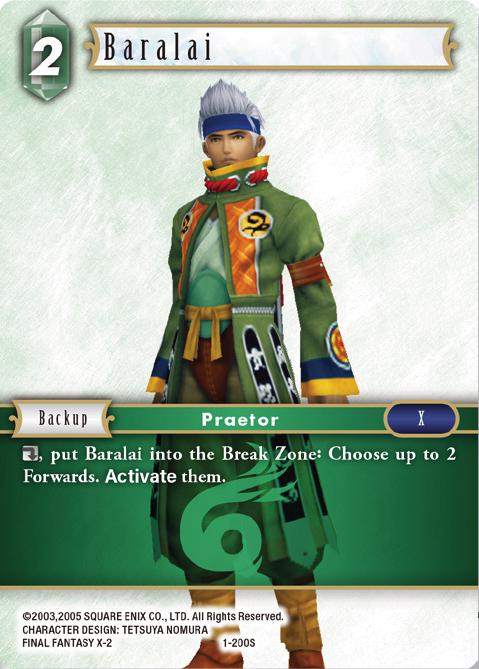 2
Baralai
Backup
Praetor
X
, put Baralai into the Break Zone: Choose up to 2
Forwards. Activate them.
©2003,2005 SQUARE ENIX CO., LTD. All Rights Reserved.
CHARACTER DESIGN: TETSUYA NOMURA
FINAL FANTASY X-2
1-200S